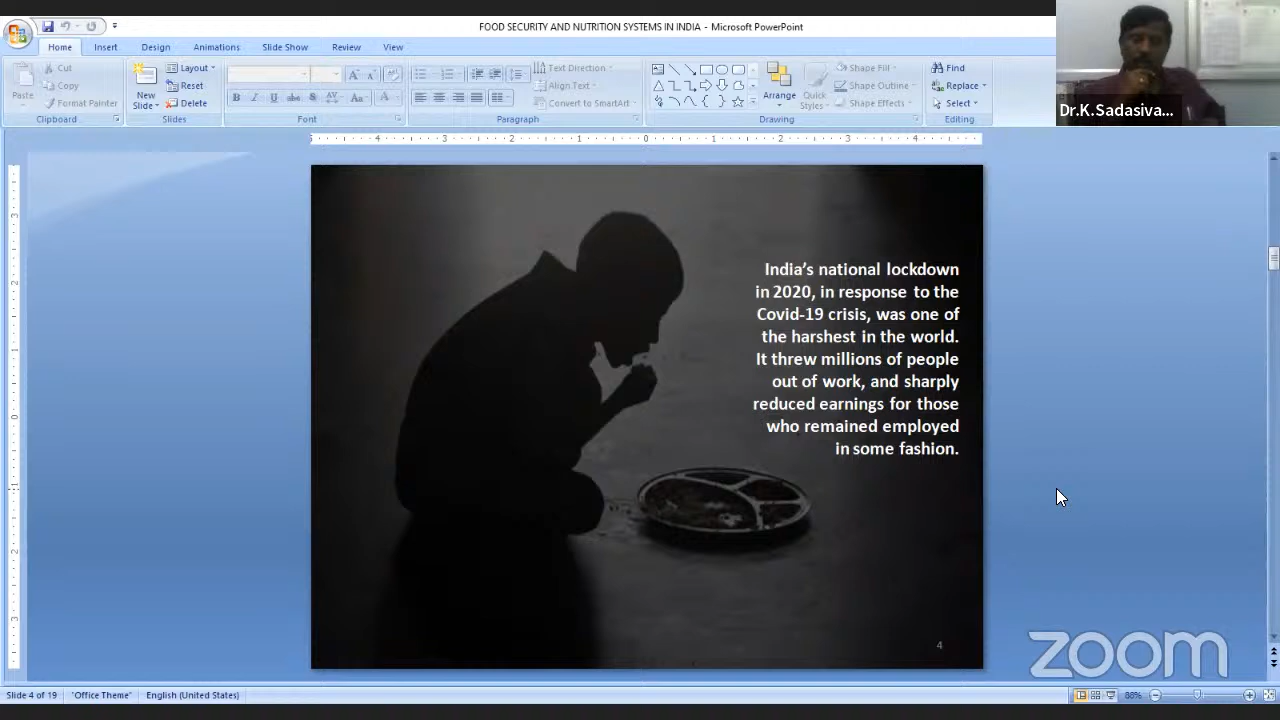 FOOD SECURITY AND NUTRITION SYSTEMS IN INDIA - Microsoft PowerPoint
Home Insert Design Animations Slide Show Review View
Paste
Cut
Copy
Format Painter
Clipboard
New
Slide
Layout
Reset
Delete
Slides
Font
Text Direction
Align Text
Convert to SmartArt
Paragraph
Arrange
Quick
Styles
Shape Fill
Shape Outline
Shape Effects
Drawing
Find
Replace
Select
Editing
Dr.K.Sadasiva...
India's national lockdown
in 2020, in response to the
Covid-19 crisis, was one of
the harshest in the world.
It threw millions of people
out of work, and sharply
reduced earnings for those
who remained employed
in some fashion.
4
zoom
Slide 4 of 19 "Office Theme" English (United States) 88%